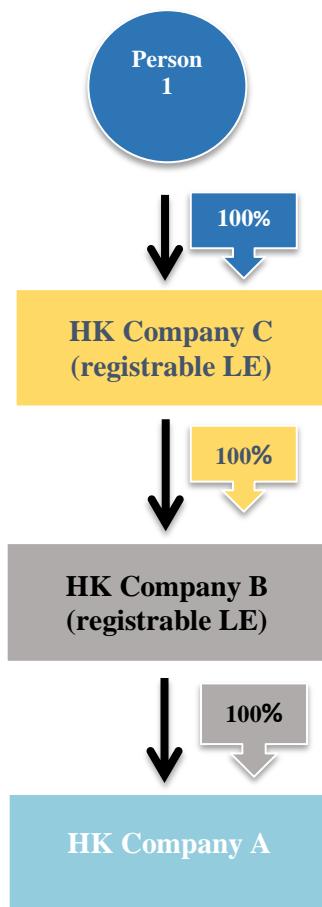 Person
1
100%
HK Company C
(registrable LE)
100%
HK Company B
(registrable LE)
100%
HK Company A